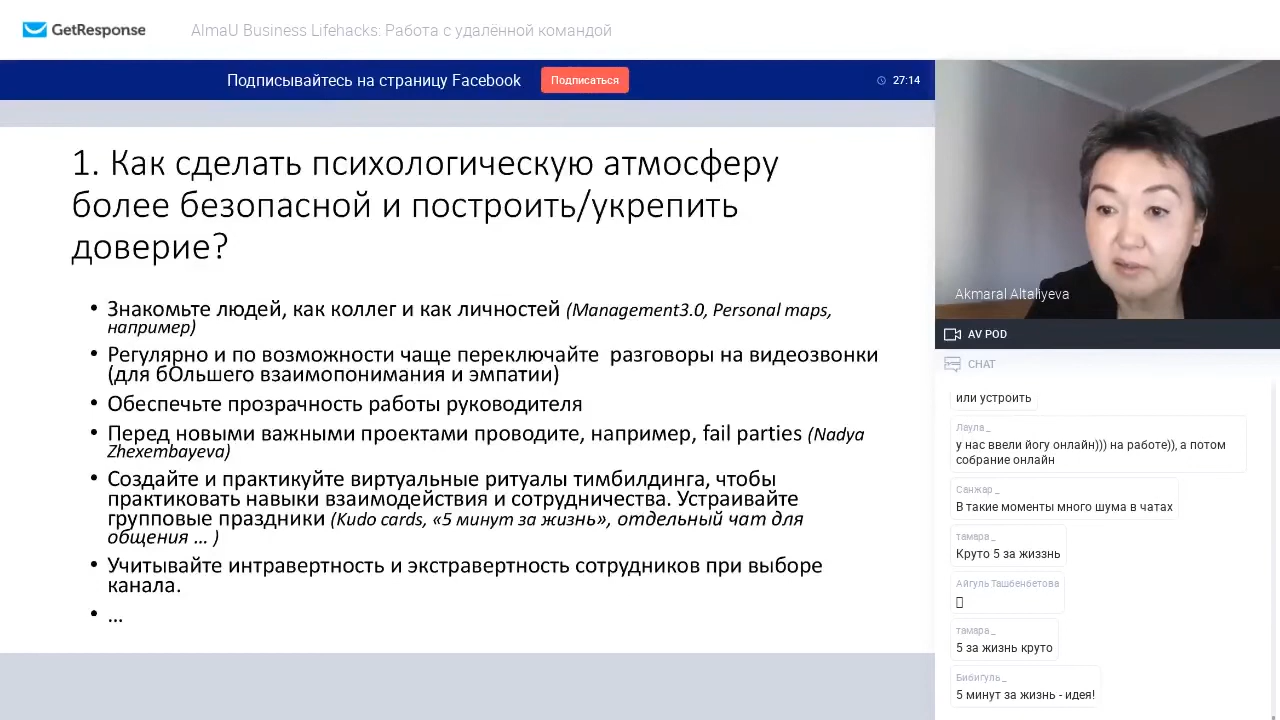 GetResponse
AlmaU Business Lifehacks: Работа с удалённой командой
Подписывайтесь на страницу Facebook
Подписаться
27:14
1. Как сделать психологическую атмосферу
более безопасной и построить/укрепить
доверие?
• Знакомьте людей, как коллег и как личностей (Management3.0, Personal maps,
например)
• Регулярно и по возможности чаще переключайте разговоры на видеозвонки
(для бОльшего взаимопонимания и эмпатии)
• Обеспечьте прозрачность работы руководителя
• Перед новыми важными проектами проводите, например, fail parties (Nadya
Zhexembayeva)
• Создайте и практикуйте виртуальные ритуалы тимбилдинга, чтобы
практиковать навыки взаимодействия и сотрудничества. Устраивайте
групповые праздники (Kudo cards, «5 минут за жизнь», отдельный чат для
общения ... )
• Учитывайте интравертность и экстравертность сотрудников при выборе
канала.
• ...
Akmaral Altaliyeva
AV POD
CHAT
или устроить
Лаула _
у нас ввели йогу онлайн))) на работе)), а потом
собрание онлайн
Санжар _
В такие моменты много шума в чатах
тамара _
Круто 5 за жиззнь
Айгуль Ташбенбетова
тамара _
5 за жизнь круто
Бибигуль _
5 минут за жизнь - идея!